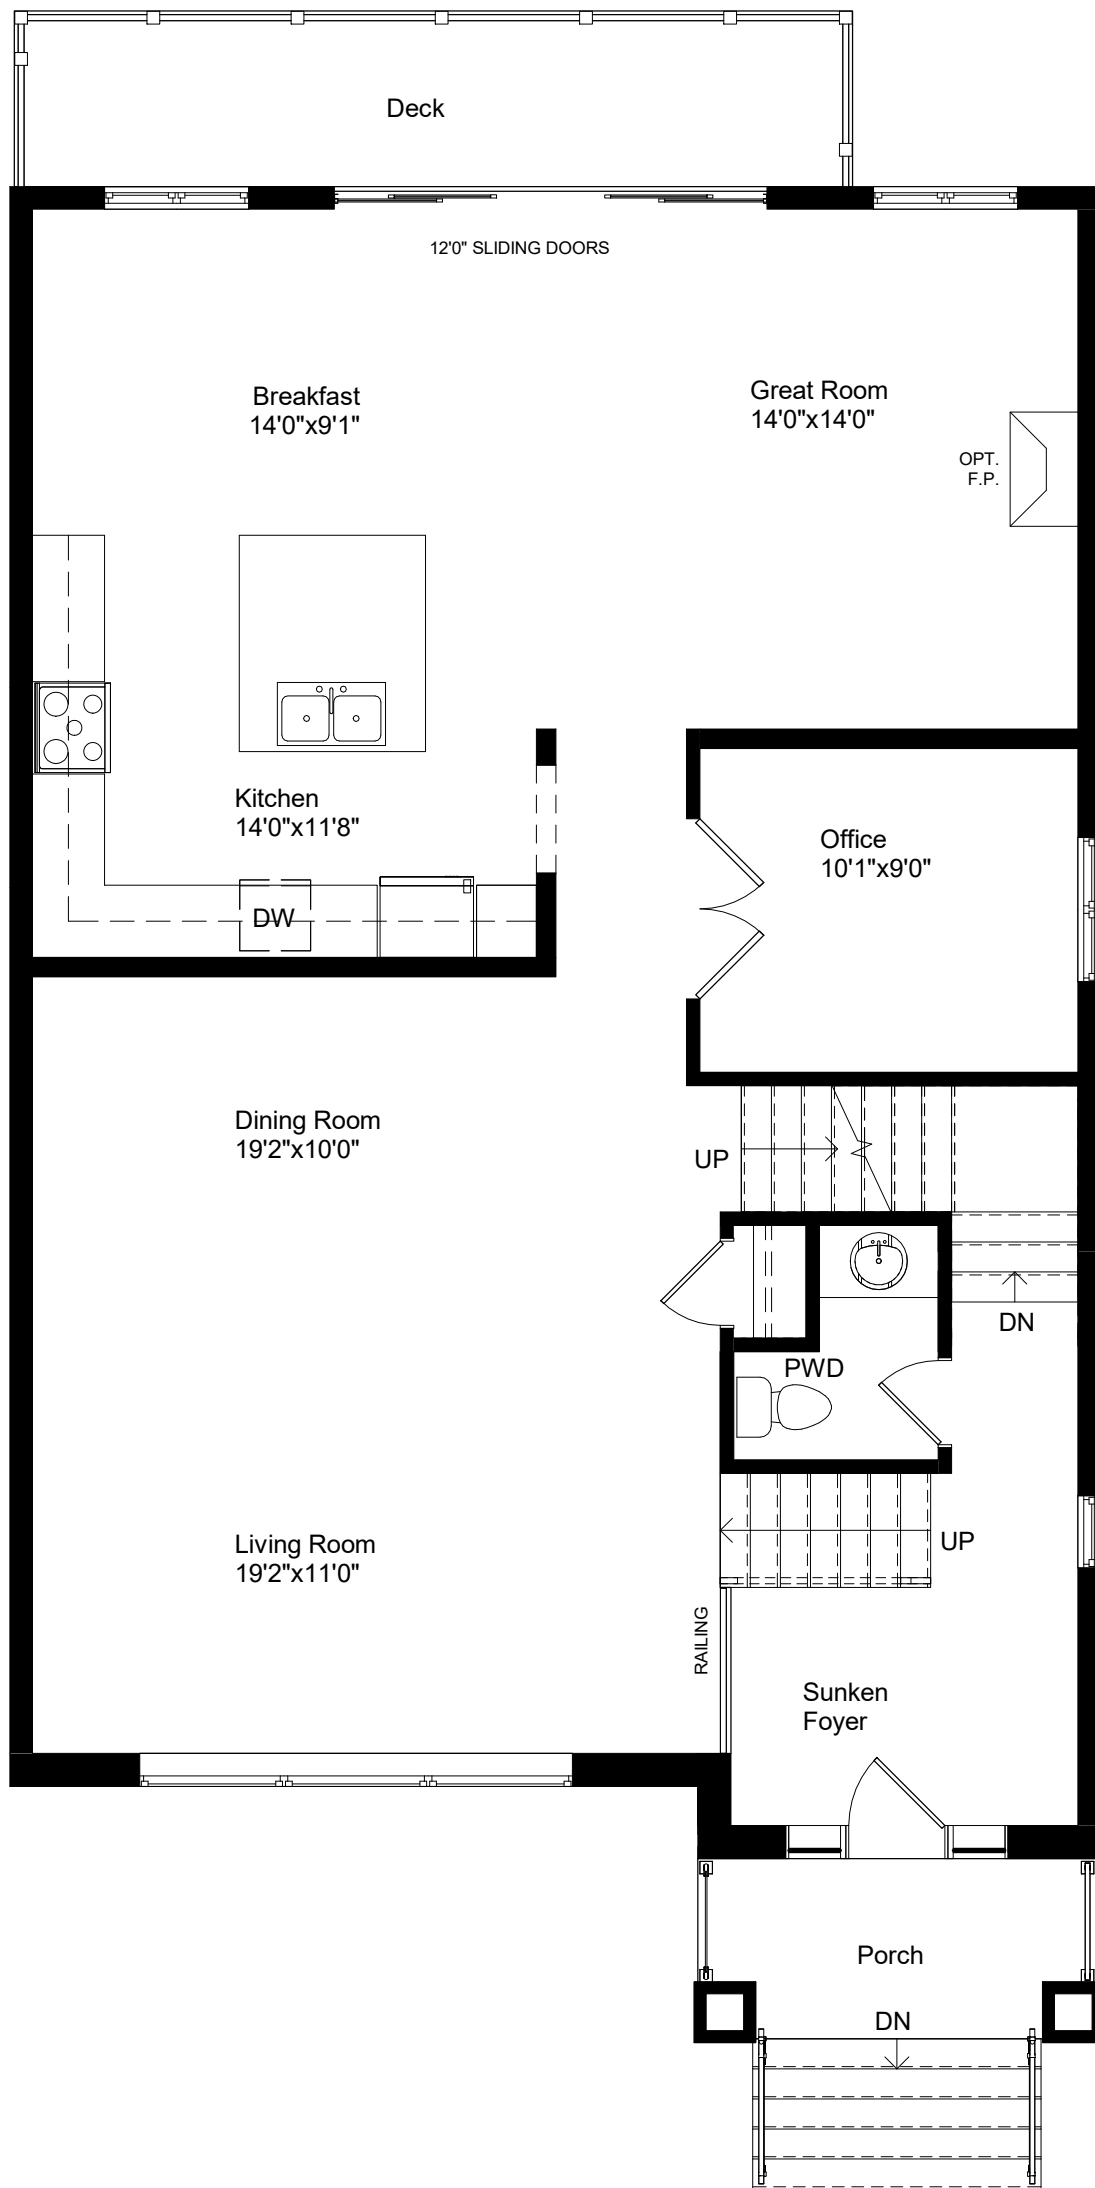 Deck
12'0" SLIDING DOORS
Breakfast
14'0"x9'1"
Great Room
14'0"x14'0"
OPT.
F.P.
Kitchen
14'0"x11'8"
DW
Office
10'1"x9'0"
Dining Room
19'2"x10'0"
UP
DN
PWD
Living Room
19'2"x11'0"
UP
RAILING
Sunken
Foyer
Porch
DN